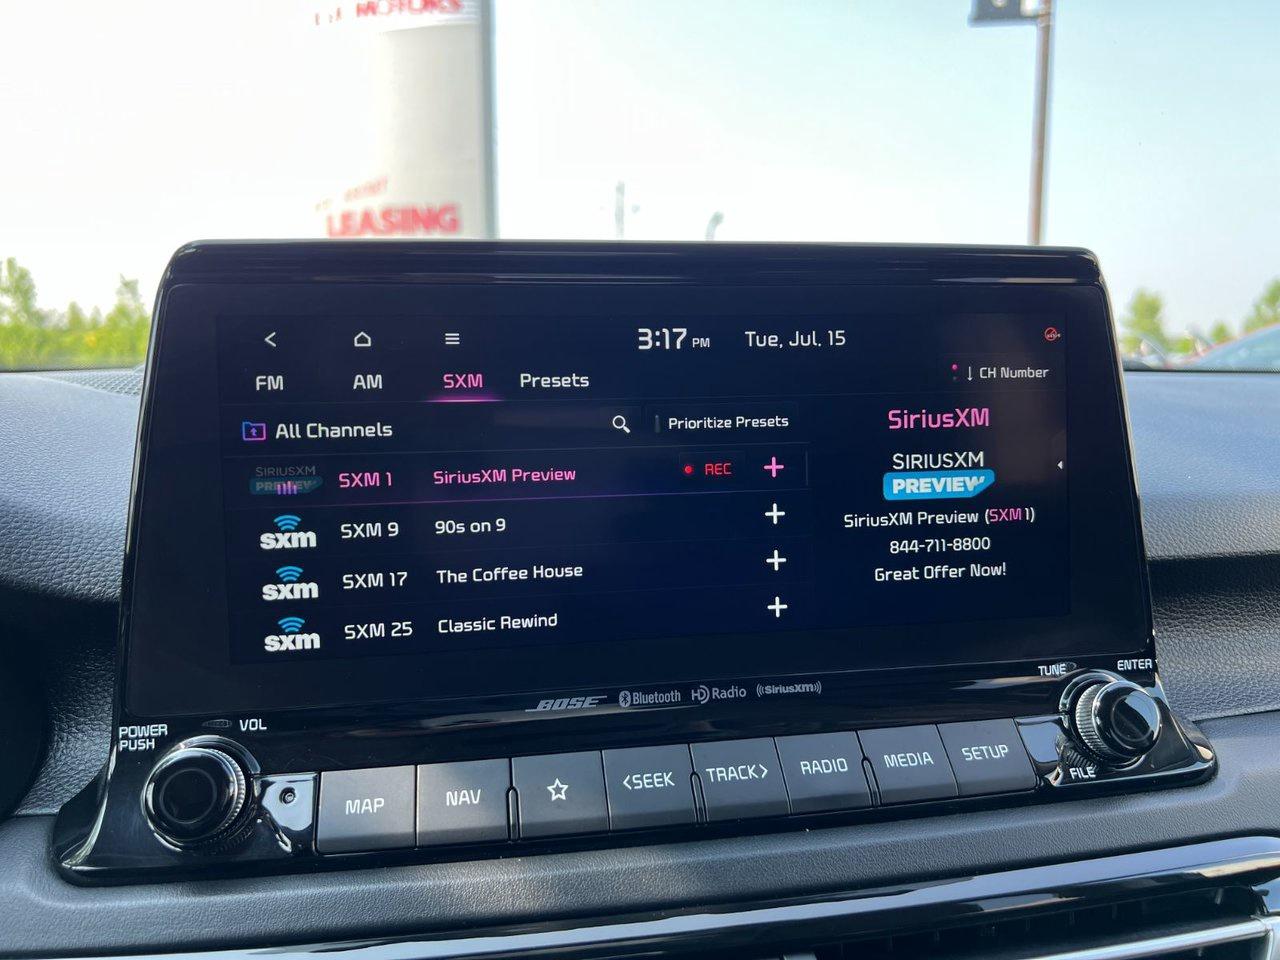 MOTORS
LEASING
3:17 PM Tue, Jul. 15
FM AM SXM Presets
↓ CH Number
All Channels
Prioritize Presets
SIRIUSXM
PREVIEW
SXM 1 SiriusXM Preview REC +
sxm SXM 9 90s on 9 +
sxm SXM 17 The Coffee House +
sxm SXM 25 Classic Rewind +
SiriusXM
SIRIUSXM
PREVIEW
SiriusXM Preview (SXM 1)
844-711-8800
Great Offer Now!
BOSE Bluetooth HD Radio ((SiriusXM))
POWER
PUSH
VOL
TUNE
ENTER
FILE
MAP NAV <SEEK TRACK> RADIO MEDIA SETUP